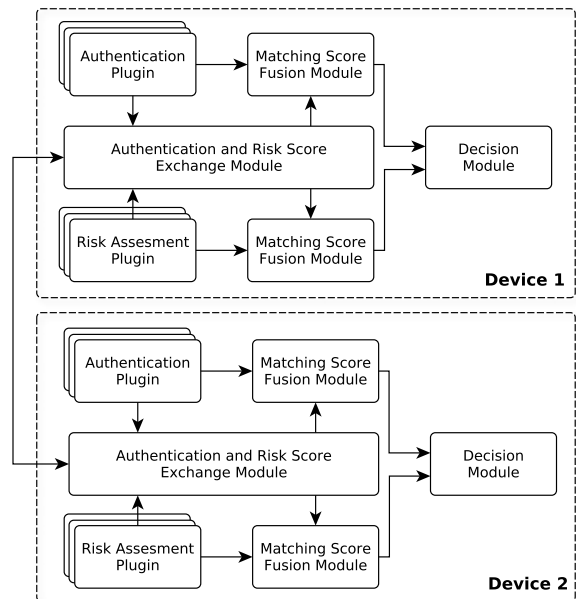 Authentication
Plugin
Matching Score
Fusion Module
Authentication and Risk Score
Exchange Module
Decision
Module
Risk Assesment
Plugin
Matching Score
Fusion Module
Device 1
Authentication
Plugin
Matching Score
Fusion Module
Authentication and Risk Score
Exchange Module
Decision
Module
Risk Assesment
Plugin
Matching Score
Fusion Module
Device 2